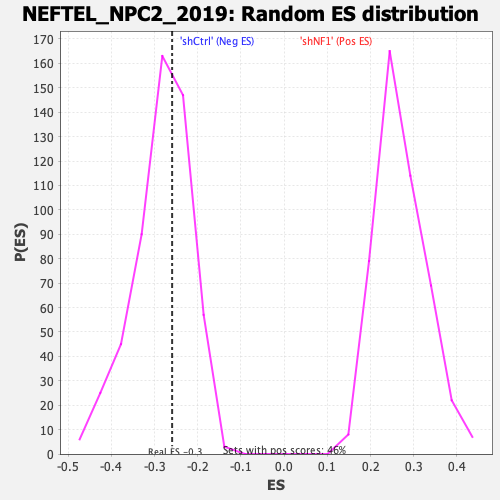 NEFTEL_NPC2_2019: Random ES distribution
'shCtrl' (Neg ES) 'shNF1' (Pos ES)
170
160
150
140
130
120
110
100
90
80
70
60
50
40
30
20
10
0
P(ES)
Real ES -0.3
Sets with pos scores: 46%
-0.5 -0.4 -0.3 -0.2 -0.1 0.0 0.1 0.2 0.3 0.4
ES